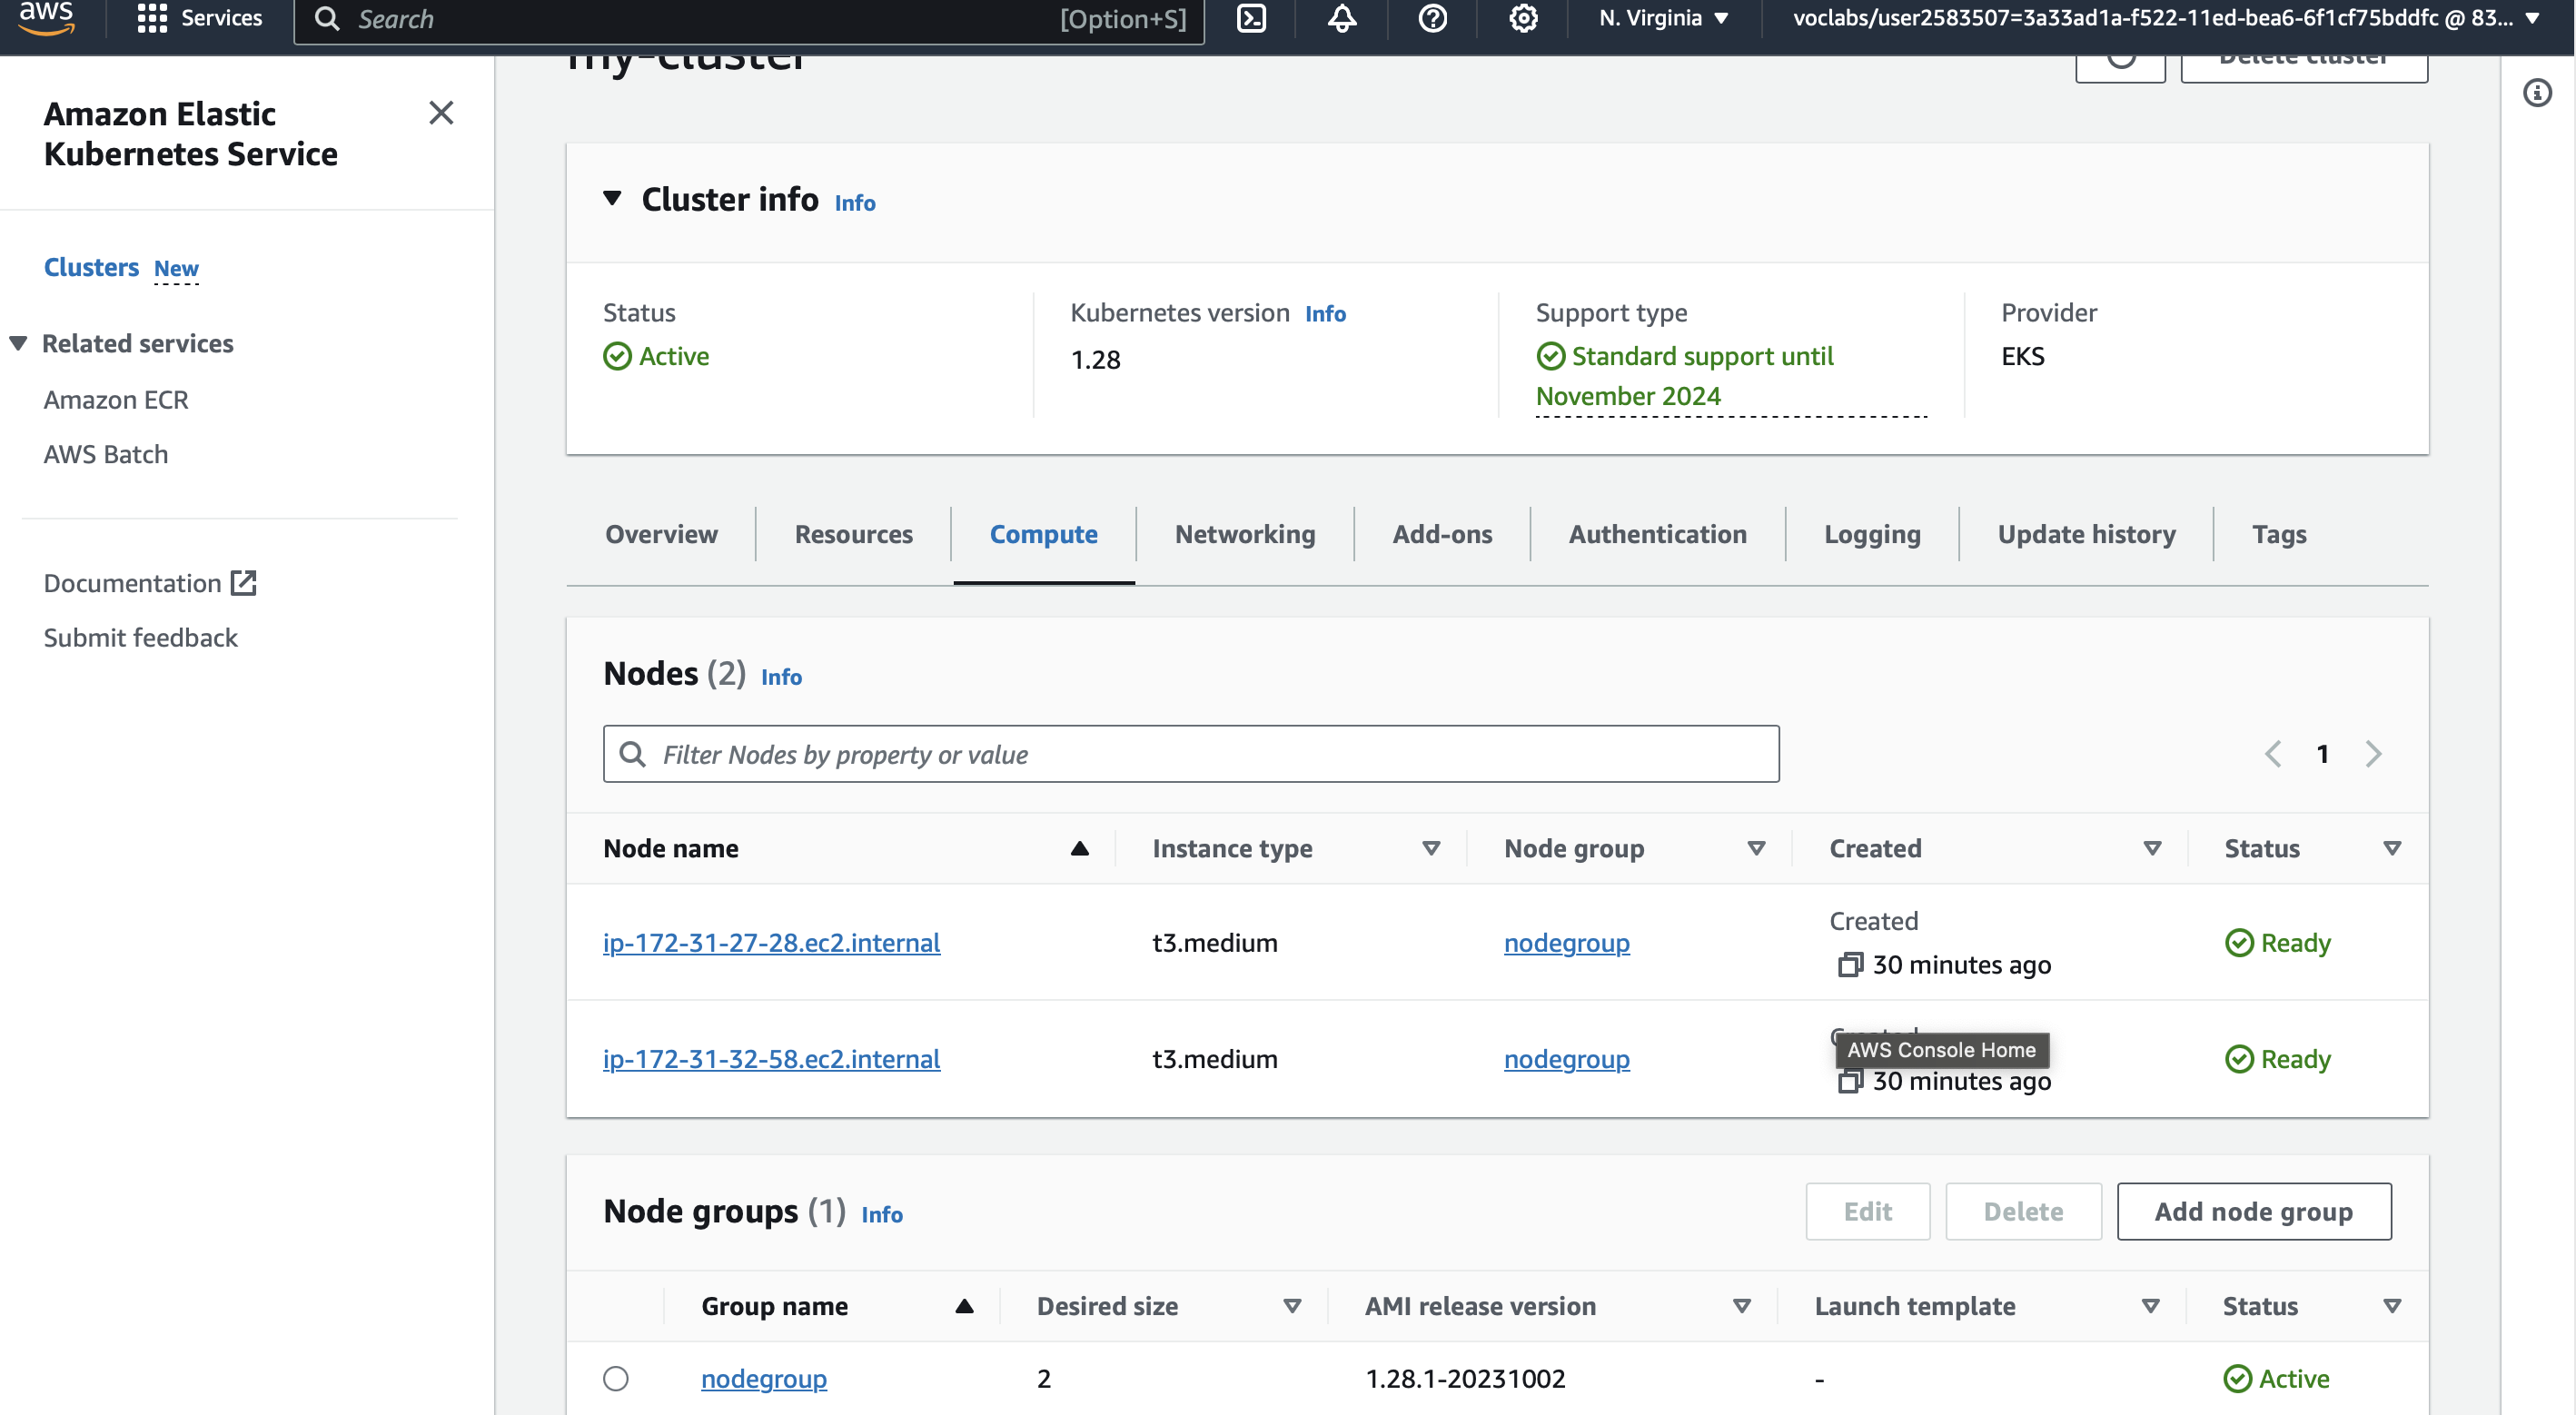 aws
Services
Search
[Option+S]
N. Virginia
voclabs/user2583507=3a33ad1a-f522-11ed-bea6-6f1cf75bddfc @ 83...
my-cluster
Delete cluster
Amazon Elastic
Kubernetes Service
Clusters New
Related services
Amazon ECR
AWS Batch
Documentation
Submit feedback
Cluster info Info
Status
Active
Kubernetes version Info
1.28
Support type
Standard support until
November 2024
Provider
EKS
Overview
Resources
Compute
Networking
Add-ons
Authentication
Logging
Update history
Tags
Nodes (2) Info
Filter Nodes by property or value
1
Node name
Instance type
Node group
Created
Status
ip-172-31-27-28.ec2.internal
t3.medium
nodegroup
Created
30 minutes ago
Ready
ip-172-31-32-58.ec2.internal
t3.medium
nodegroup
Created
AWS Console Home
30 minutes ago
Ready
Node groups (1) Info
Edit
Delete
Add node group
Group name
Desired size
AMI release version
Launch template
Status
nodegroup
2
1.28.1-20231002
-
Active